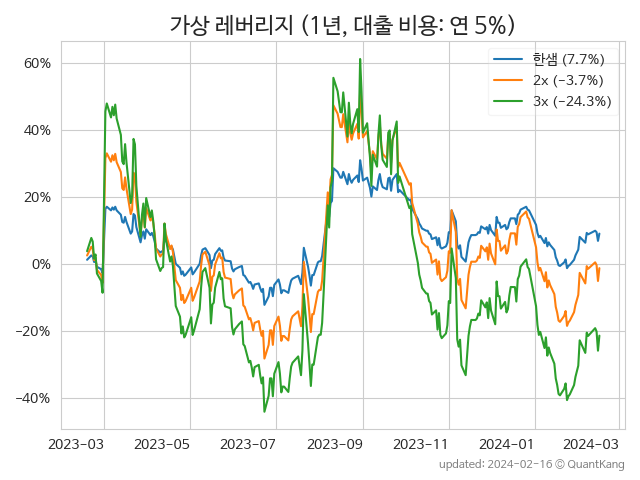 가상 레버리지 (1년, 대출 비용: 연 5%)
한샘 (7.7%)
2x (−3.7%)
3x (−24.3%)
60%
40%
20%
0%
−20%
−40%
2023-03
2023-05
2023-07
2023-09
2023-11
2024-01
2024-03
updated: 2024-02-16 © QuantKang